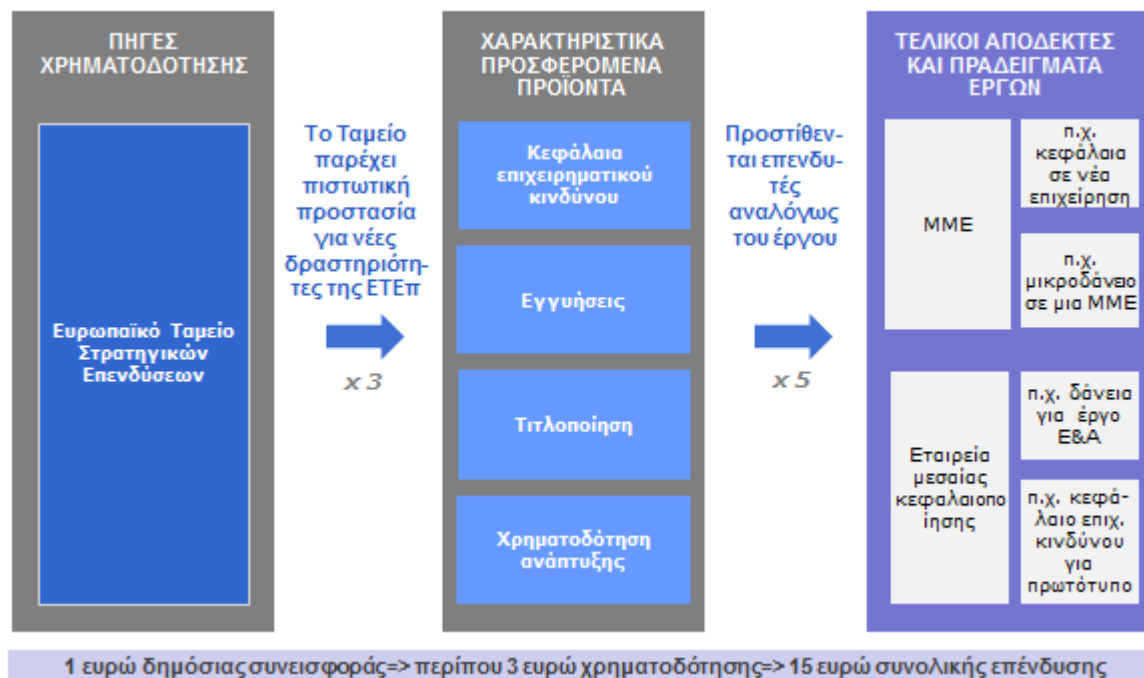 ΠΗΓΕΣ
ΧΡΗΜΑΤΟΔΟΤΗΣΗΣ
Ευρωπαϊκό Ταμείο
Στρατηγικών
Επενδύσεων
Το Ταμείο
παρέχει
πιστωτική
προστασία
για νέες
δραστηριότη-
τες της ΕΤΕπ
x 3
ΧΑΡΑΚΤΗΡΙΣΤΙΚΑ
ΠΡΟΣΦΕΡΟΜΕΝΑ
ΠΡΟΪΟΝΤΑ
Κεφάλαια
επιχειρηματικού
κινδύνου
Εγγυήσεις
Τιτλοποίηση
Χρηματοδότηση
ανάπτυξης
Προστίθεν-
ται επενδυ-
τές
αναλόγως
του έργου
x 5
ΤΕΛΙΚΟΙ ΑΠΟΔΕΚΤΕΣ
ΚΑΙ ΠΡΑΔΕΙΓΜΑΤΑ
ΕΡΓΩΝ
ΜΜΕ
π.χ.
κεφάλαια
σε νέα
επιχείρηση
π.χ.
μικροδάνειο
σε μια ΜΜΕ
Εταιρεία
μεσαίας
κεφαλαιοπο
ίησης
π.χ. δάνεια
για έργο
Ε&Α
π.χ. κεφά-
λαιο επιχ.
κινδύνου
για
πρωτότυπο
1 ευρώ δημόσιας συνεισφοράς=> περίπου 3 ευρώ χρηματοδότησης=> 15 ευρώ συνολικής επένδυσης